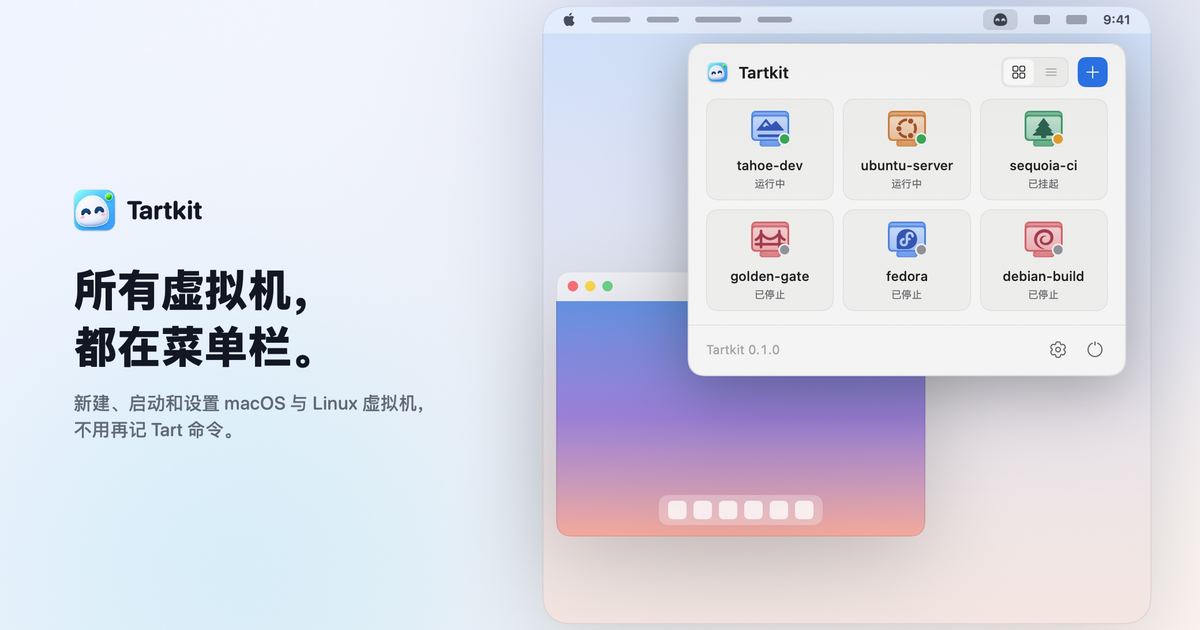 9:41
Tartkit
所有虚拟机，
都在菜单栏。
新建、启动和设置 macOS 与 Linux 虚拟机，
不用再记 Tart 命令。
Tartkit
tahoe-dev
运行中
ubuntu-server
运行中
sequoia-ci
已挂起
golden-gate
已停止
fedora
已停止
debian-build
已停止
Tartkit 0.1.0